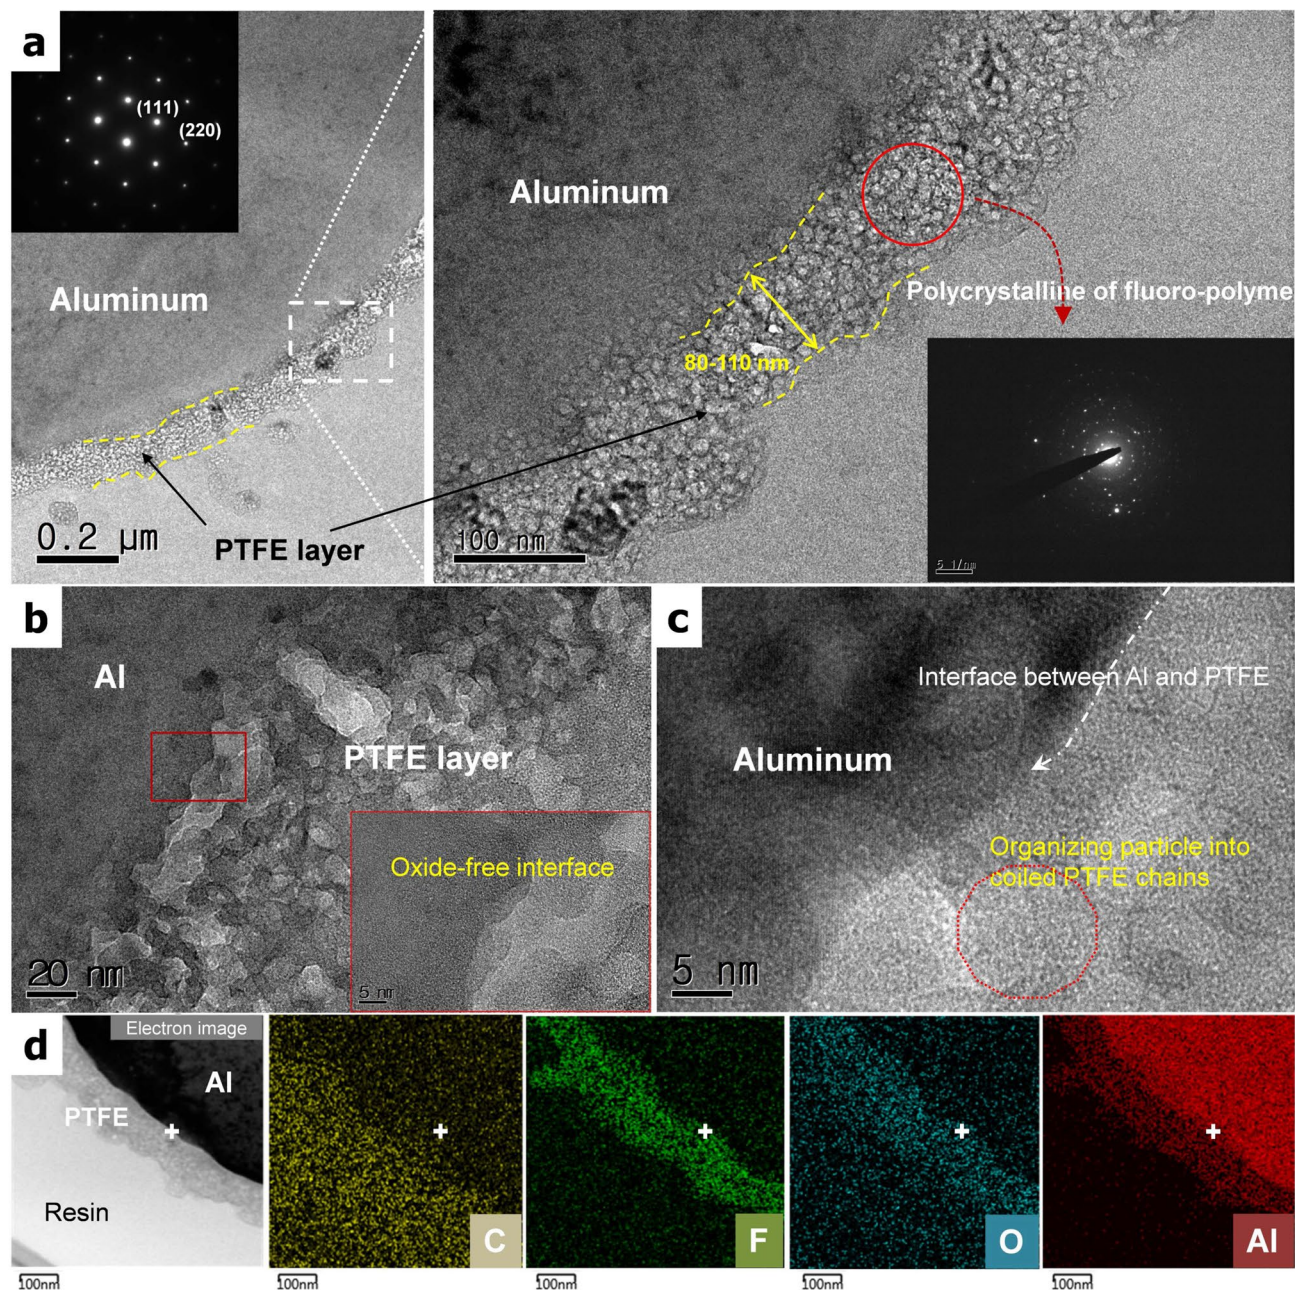 a
(111)
(220)
Aluminum
0.2 µm
PTFE layer
Aluminum
80-110 nm
Polycrystalline of fluoro-polyme
100 nm
5 1/nm
b
Al
PTFE layer
Oxide-free interface
20 nm
5 nm
c
Interface between Al and PTFE
Aluminum
Organizing particle into
coiled PTFE chains
5 nm
d
Electron image
Al
PTFE
Resin
C
F
O
Al
100nm
100nm
100nm
100nm
100nm